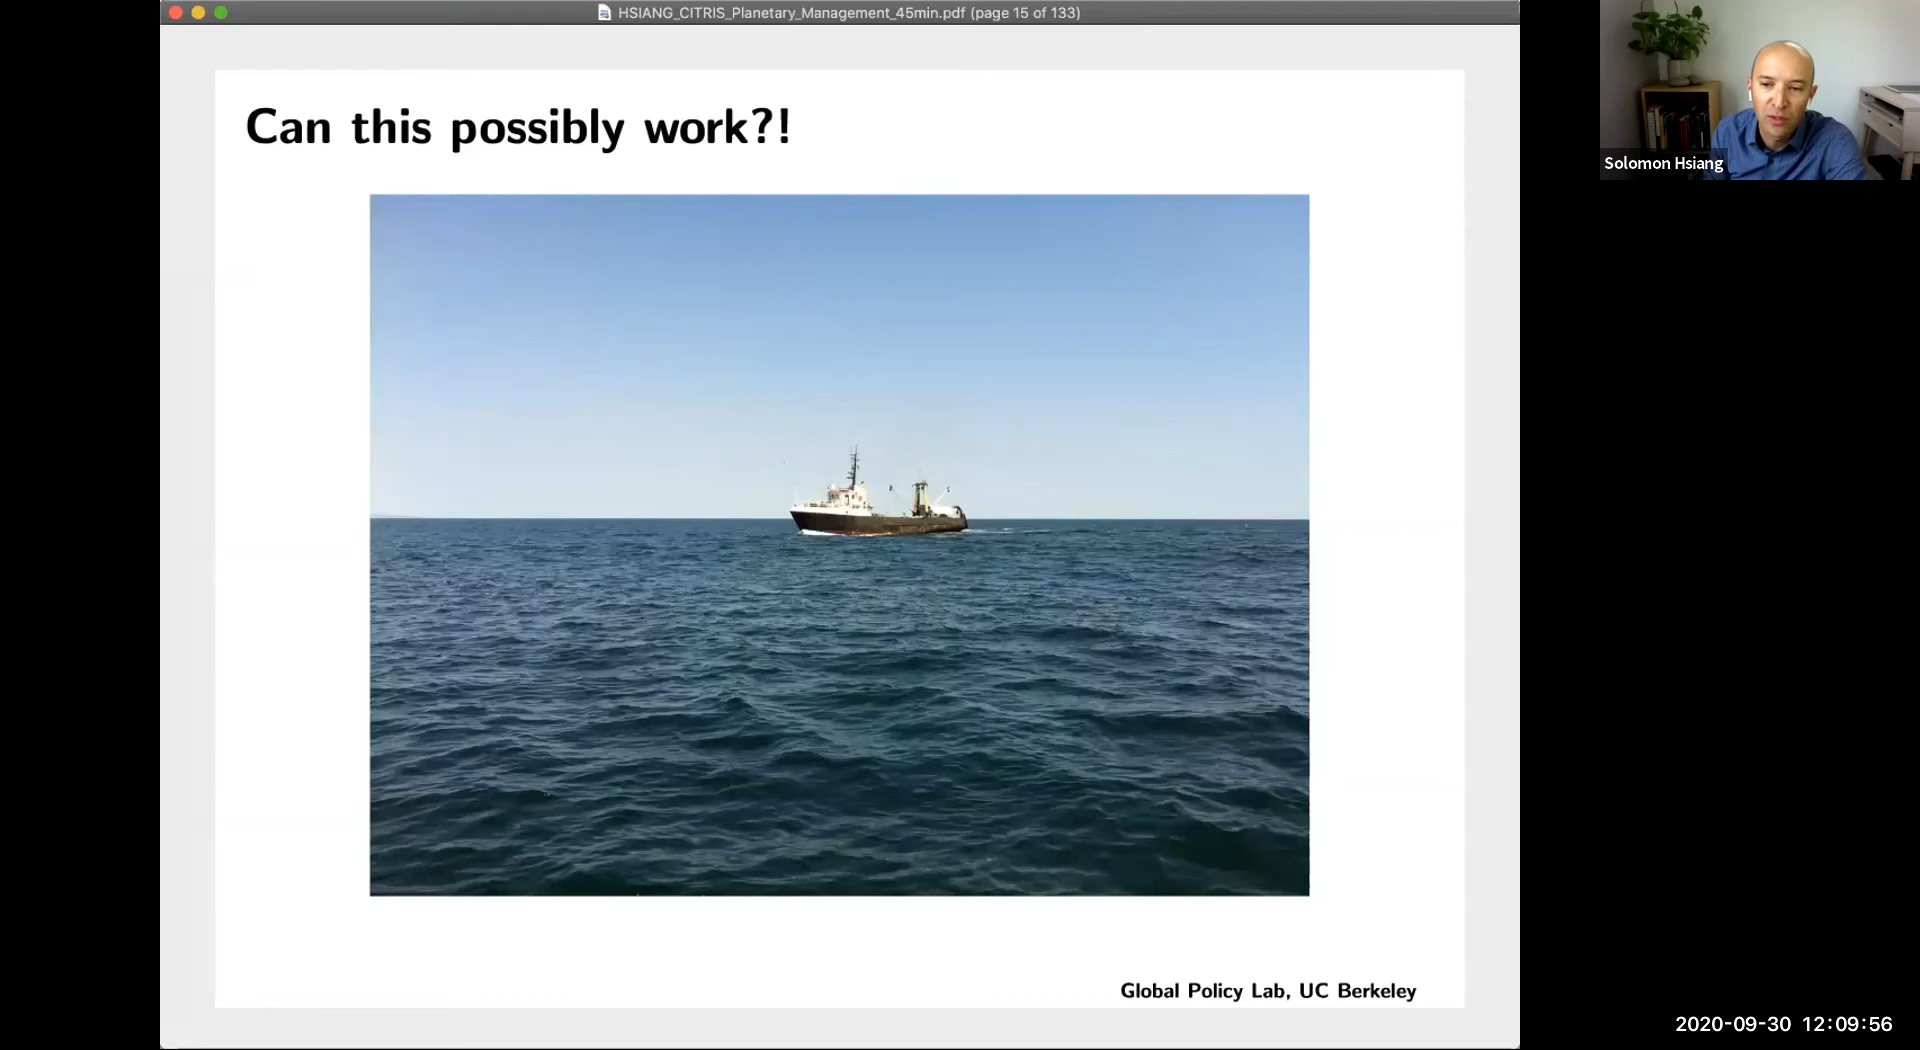 HSIANG_CITRIS_Planetary_Management_45min.pdf (page 15 of 133)
Can this possibly work?!
Solomon Hsiang
Global Policy Lab, UC Berkeley
2020-09-30 12:09:56